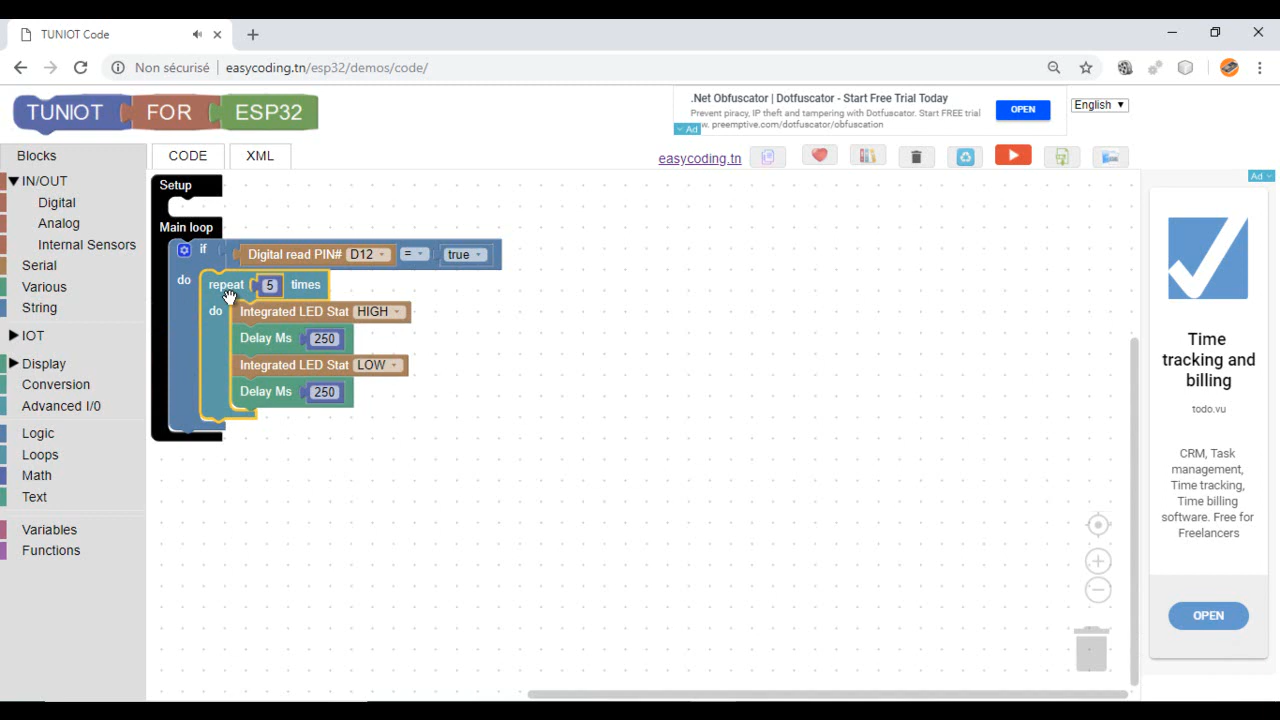 TUNIOT Code
Non sécurisé easycoding.tn/esp32/demos/code/
TUNIOT FOR ESP32
.Net Obfuscator | Dotfuscator - Start Free Trial Today
Prevent piracy, IP theft and tampering with Dotfuscator. Start FREE trial
w. preemptive.com/dotfuscator/obfuscation
Ad
OPEN
English
Blocks
CODE
XML
easycoding.tn
IN/OUT
Digital
Analog
Internal Sensors
Serial
Various
String
IOT
Display
Conversion
Advanced I/0
Logic
Loops
Math
Text
Variables
Functions
Setup
Main loop
if Digital read PIN# D12 = true
do repeat 5 times
do Integrated LED Stat HIGH
Delay Ms 250
Integrated LED Stat LOW
Delay Ms 250
Ad
Time
tracking and
billing
todo.vu
CRM, Task
management,
Time tracking,
Time billing
software. Free for
Freelancers
OPEN